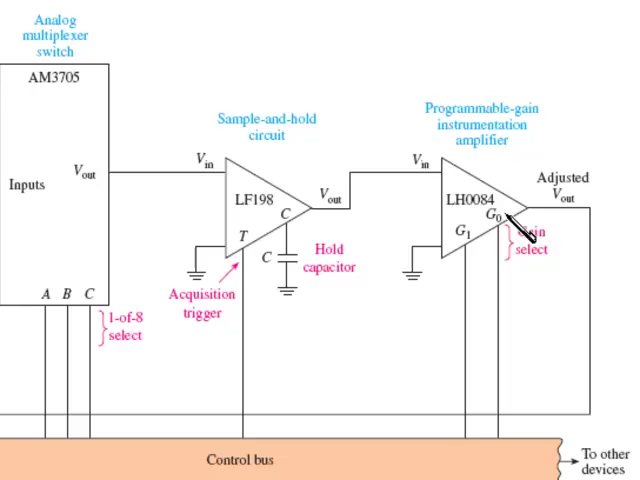 Analog
multiplexer
switch
AM3705
Inputs
Vout
A B C
1-of-8
select
Sample-and-hold
circuit
Vin
LF198
Vout
C
T
C
Hold
capacitor
Acquisition
trigger
Programmable-gain
instrumentation
amplifier
Vin
LH0084
G0
G1
select
Adjusted
Vout
Control bus
To other
devices